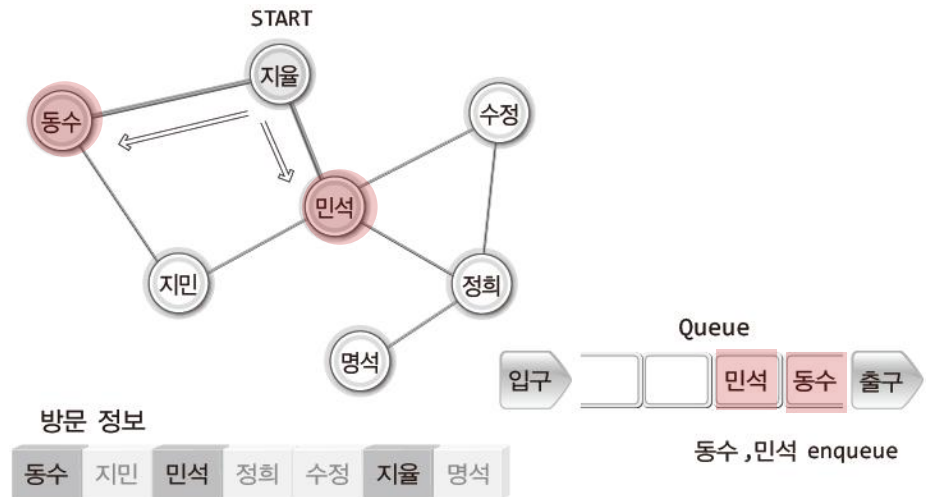 START
지율
동수
수정
민석
지민
정희
명석
Queue
입구 민석 동수 출구
방문 정보
동수 지민 민석 정희 수정 지율 명석
동수 ,민석 enqueue